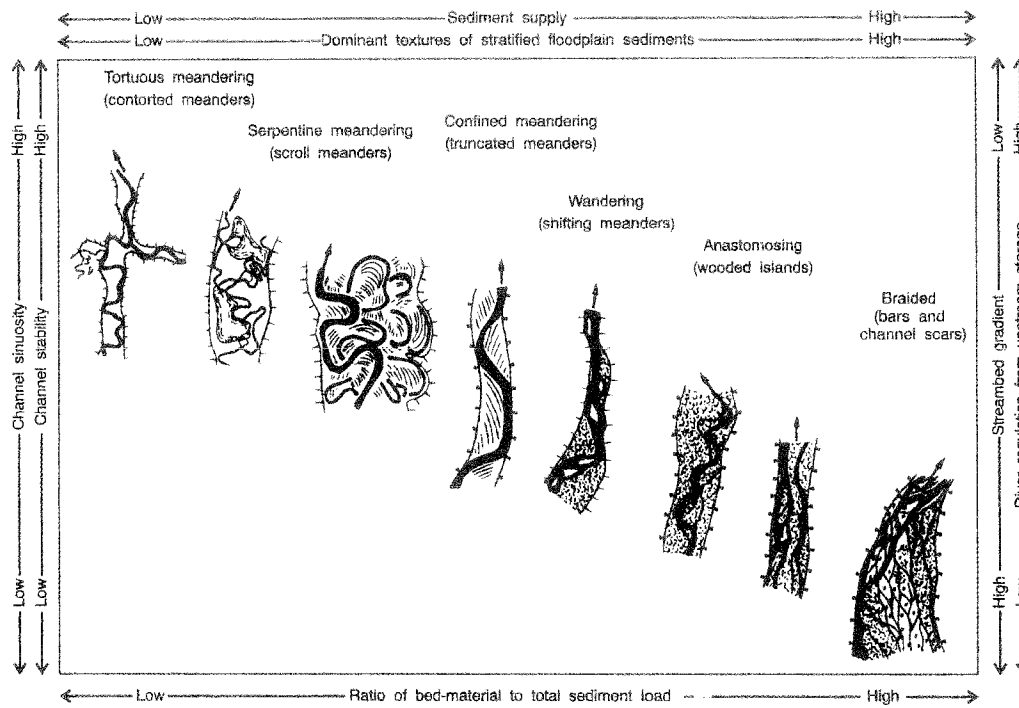 Low Sediment supply High
Low Dominant textures of stratified floodplain sediments High
Tortuous meandering
(contorted meanders)
Serpentine meandering
(scroll meanders)
Confined meandering
(truncated meanders)
Wandering
(shifting meanders)
Anastomosing
(wooded islands)
Braided
(bars and
channel scars)
Low Channel sinuosity High
Low Channel stability High
High Streambed gradient Low
High
Low Ratio of bed-material to total sediment load High